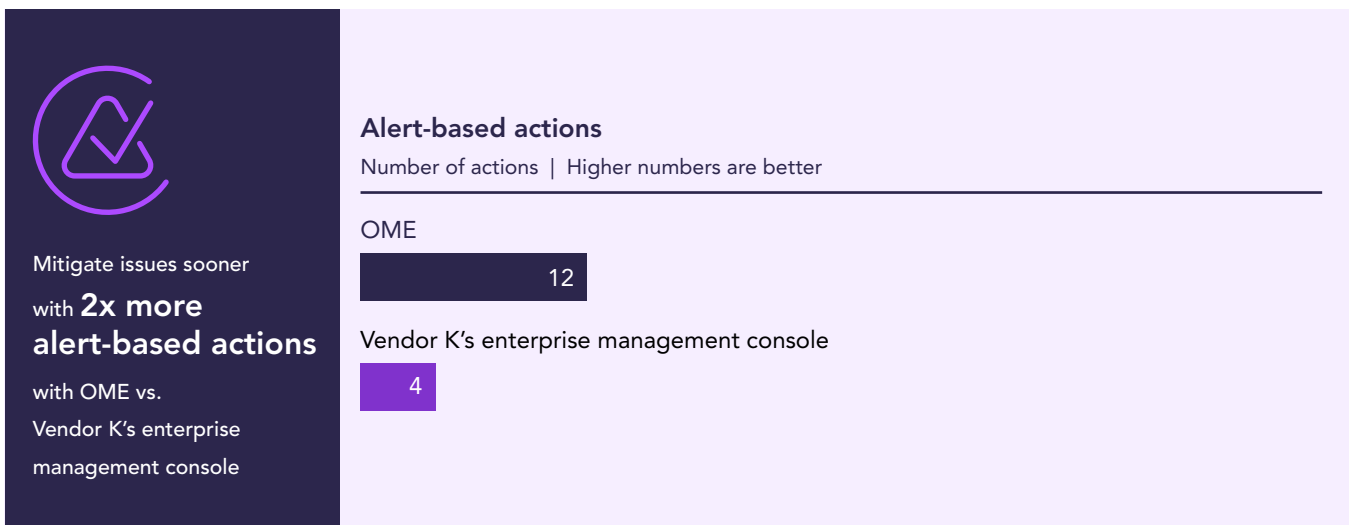 Mitigate issues sooner
with 2x more
alert-based actions
with OME vs.
Vendor K’s enterprise
management console
Alert-based actions
Number of actions | Higher numbers are better
OME
12
Vendor K’s enterprise management console
4